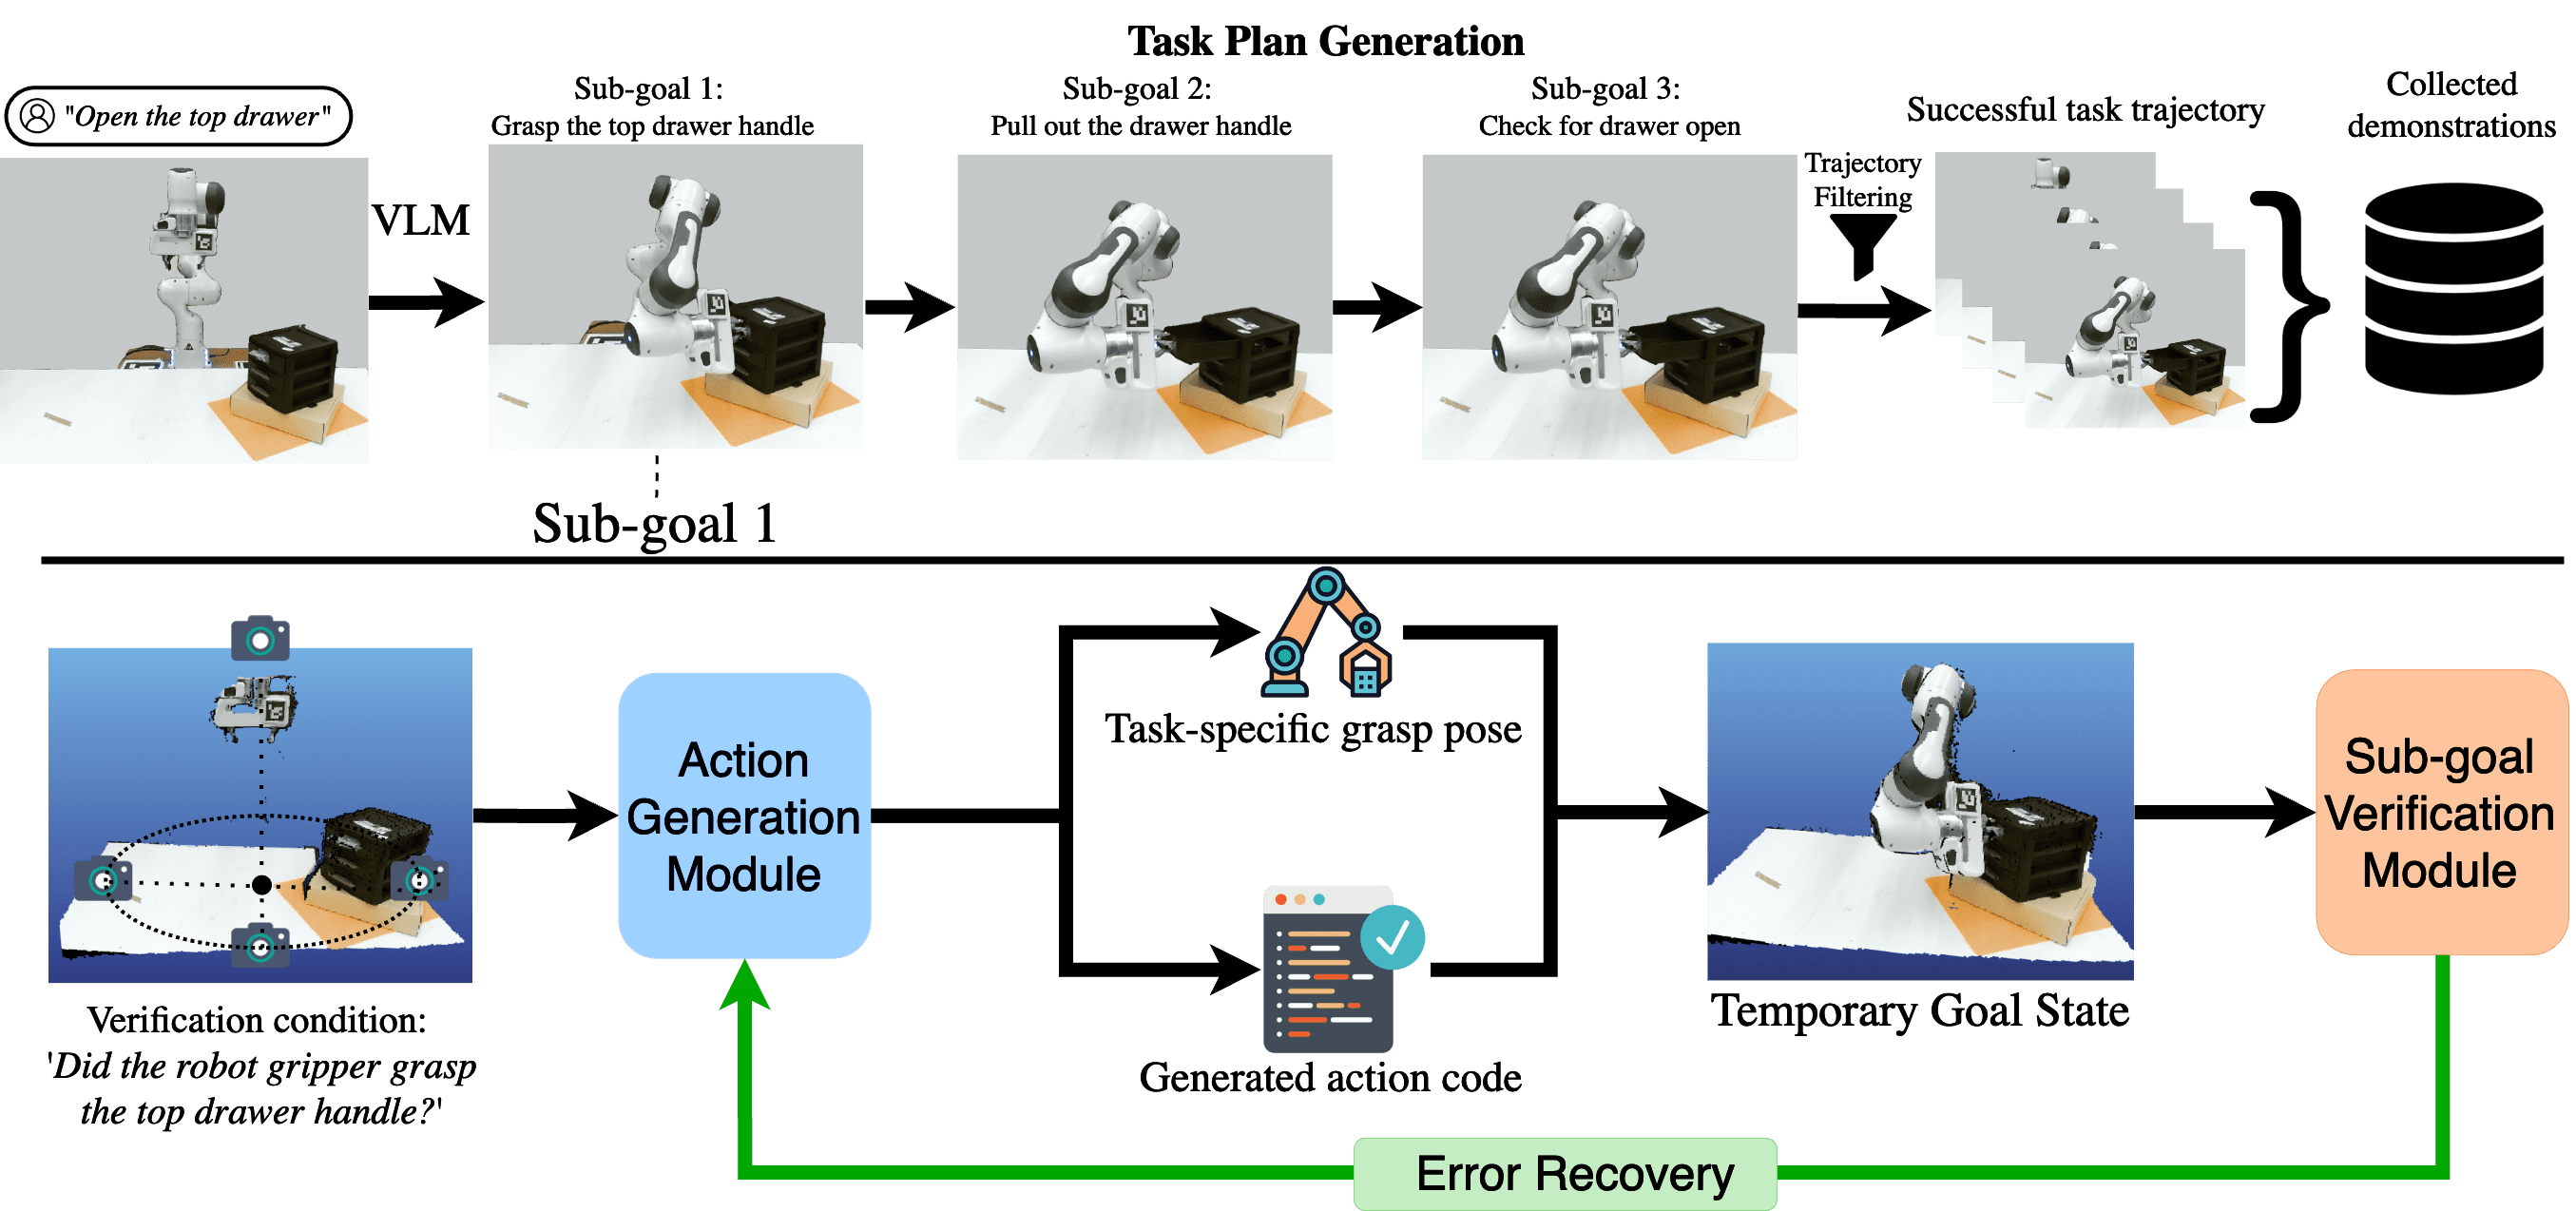 Task Plan Generation
"Open the top drawer"
VLM
Sub-goal 1:
Grasp the top drawer handle
Sub-goal 2:
Pull out the drawer handle
Sub-goal 3:
Check for drawer open
Trajectory
Filtering
Successful task trajectory
Collected
demonstrations
Sub-goal 1
Verification condition:
'Did the robot gripper grasp
the top drawer handle?'
Action
Generation
Module
Task-specific grasp pose
Generated action code
Temporary Goal State
Sub-goal
Verification
Module
Error Recovery